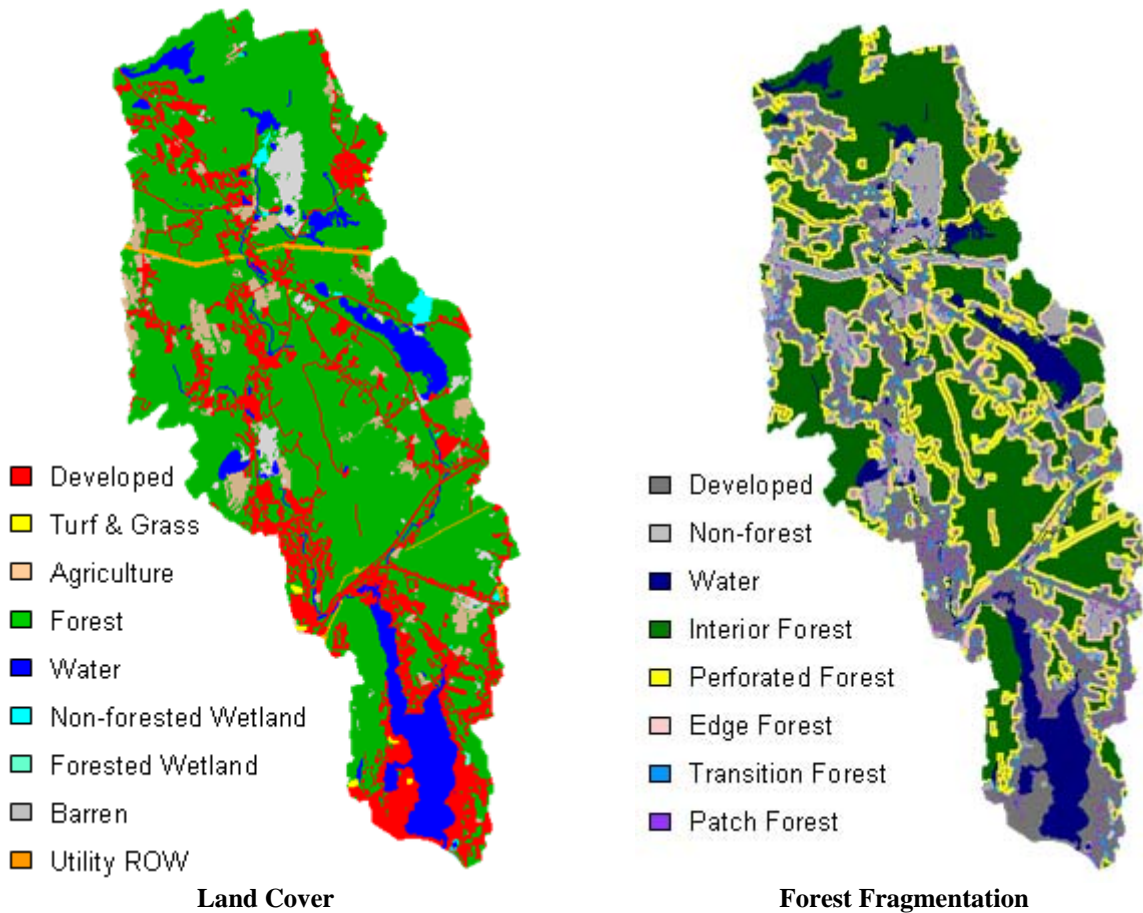 Developed
Turf & Grass
Agriculture
Forest
Water
Non-forested Wetland
Forested Wetland
Barren
Utility ROW
Land Cover
Developed
Non-forest
Water
Interior Forest
Perforated Forest
Edge Forest
Transition Forest
Patch Forest
Forest Fragmentation